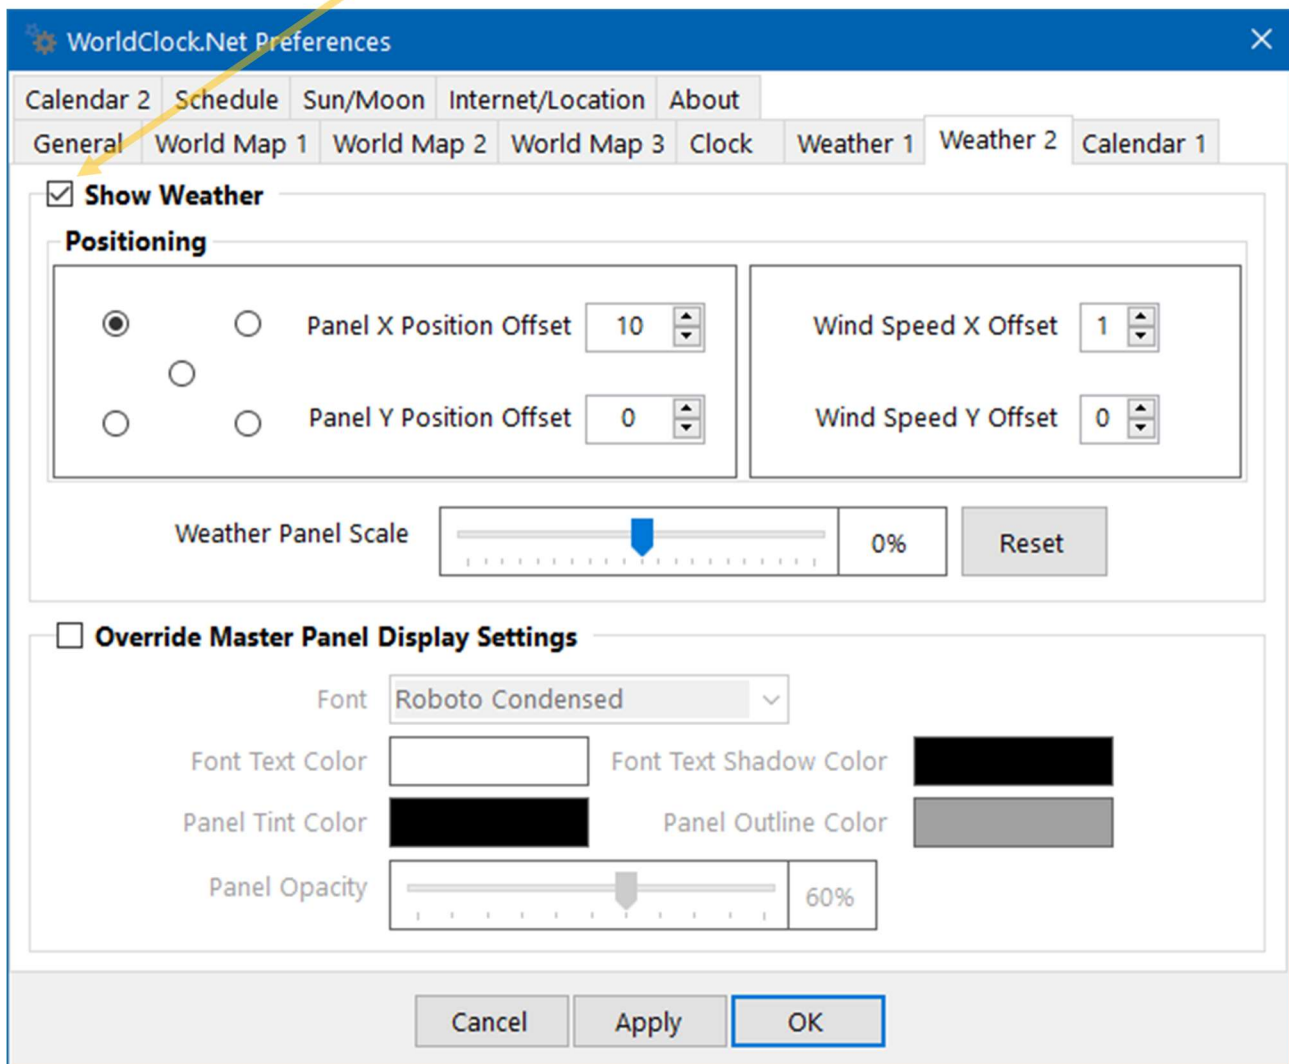 WorldClock.Net Preferences
Calendar 2 Schedule Sun/Moon Internet/Location About
General World Map 1 World Map 2 World Map 3 Clock Weather 1 Weather 2 Calendar 1
Show Weather
Positioning
Panel X Position Offset 10 Wind Speed X Offset 1
Panel Y Position Offset 0 Wind Speed Y Offset 0
Weather Panel Scale 0% Reset
Override Master Panel Display Settings
Font Roboto Condensed
Font Text Color Font Text Shadow Color
Panel Tint Color Panel Outline Color
Panel Opacity 60%
Cancel Apply OK